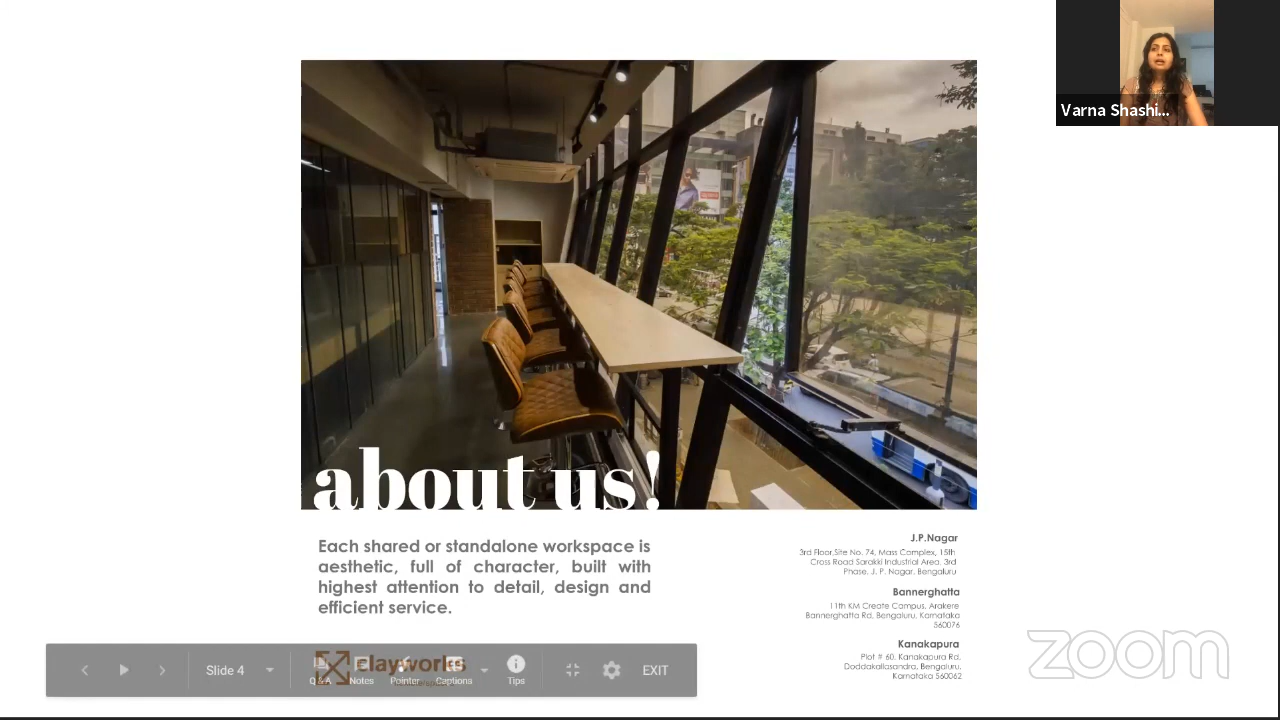 Varna Shashi...
about us!
Each shared or standalone workspace is
aesthetic, full of character, built with
highest attention to detail, design and
efficient service.
J.P.Nagar
3rd Floor,Site No. 74, Mass Complex, 15th
Cross Road Sarakki Industrial Area, 3rd
Phase, J. P. Nagar, Bengaluru
Bannerghatta
11th KM Create Campus, Arakere
Bannerghatta Rd, Bengaluru, Karnataka
560076
Kanakapura
Plot # 60, Kanakapura Rd,
Doddakallasandra, Bengaluru,
Karnataka 560062
clayworks
Slide 4
Q&A
Notes
Pointer
Captions
Tips
EXIT
zoom